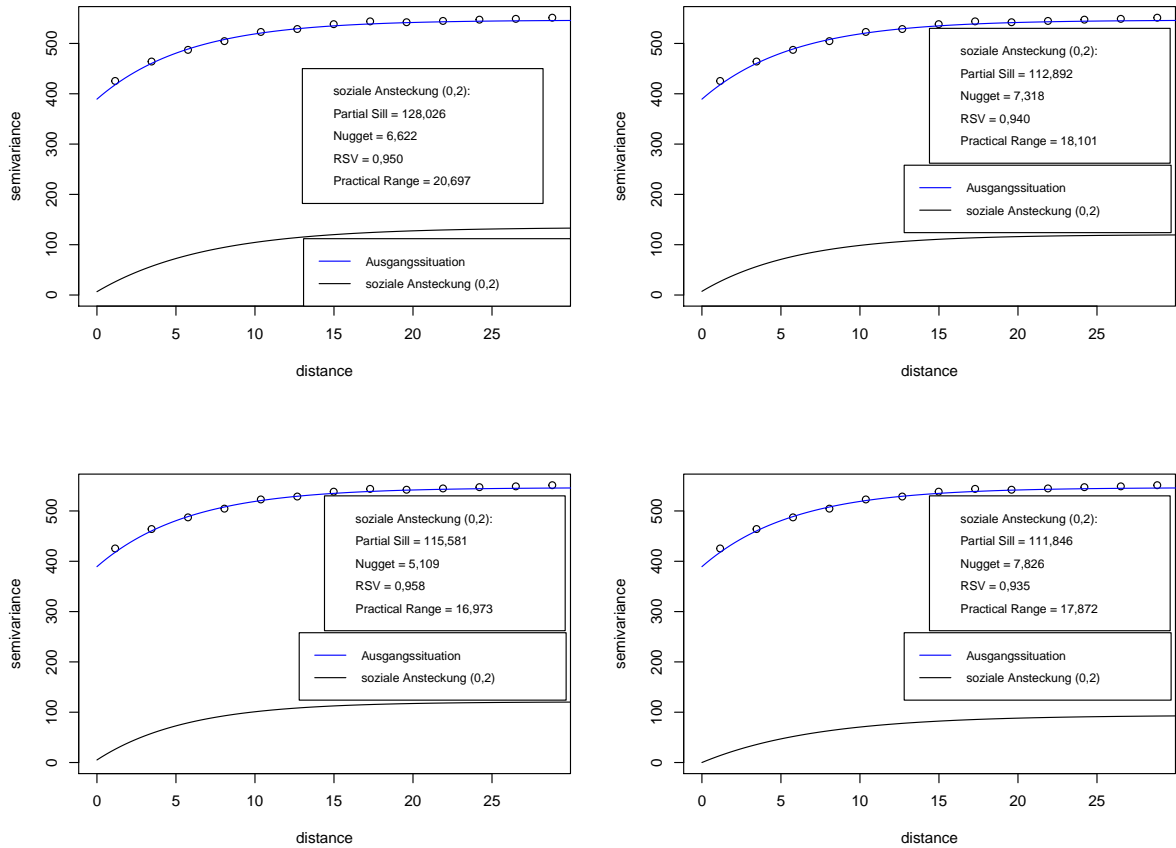 500
400
300
200
100
0
semivariance
soziale Ansteckung (0,2):
Partial Sill = 128,026
Nugget = 6,622
RSV = 0,950
Practical Range = 20,697
Ausgangssituation
soziale Ansteckung (0,2)
0 5 10 15 20 25
distance
500
400
300
200
100
0
semivariance
soziale Ansteckung (0,2):
Partial Sill = 112,892
Nugget = 7,318
RSV = 0,940
Practical Range = 18,101
Ausgangssituation
soziale Ansteckung (0,2)
0 5 10 15 20 25
distance
500
400
300
200
100
0
semivariance
soziale Ansteckung (0,2):
Partial Sill = 115,581
Nugget = 5,109
RSV = 0,958
Practical Range = 16,973
Ausgangssituation
soziale Ansteckung (0,2)
0 5 10 15 20 25
distance
500
400
300
200
100
0
semivariance
soziale Ansteckung (0,2):
Partial Sill = 111,846
Nugget = 7,826
RSV = 0,935
Practical Range = 17,872
Ausgangssituation
soziale Ansteckung (0,2)
0 5 10 15 20 25
distance